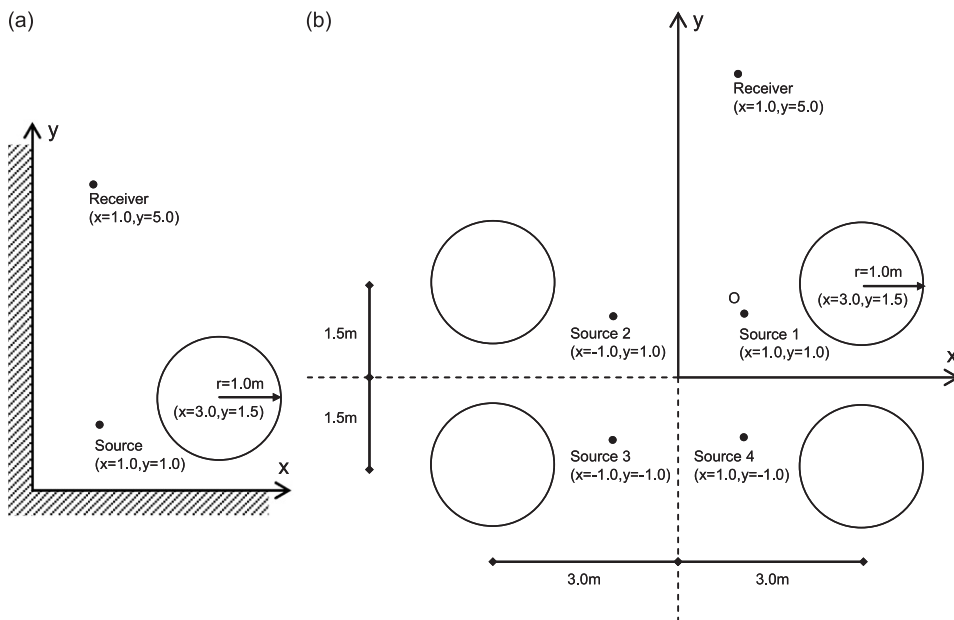 (a)
y
Receiver
(x=1.0,y=5.0)
r=1.0m
(x=3.0,y=1.5)
Source
(x=1.0,y=1.0)
x
(b)
y
Receiver
(x=1.0,y=5.0)
r=1.0m
(x=3.0,y=1.5)
O
Source 1
(x=1.0,y=1.0)
Source 2
(x=-1.0,y=1.0)
x
1.5m
1.5m
Source 3
(x=-1.0,y=-1.0)
Source 4
(x=1.0,y=-1.0)
3.0m
3.0m